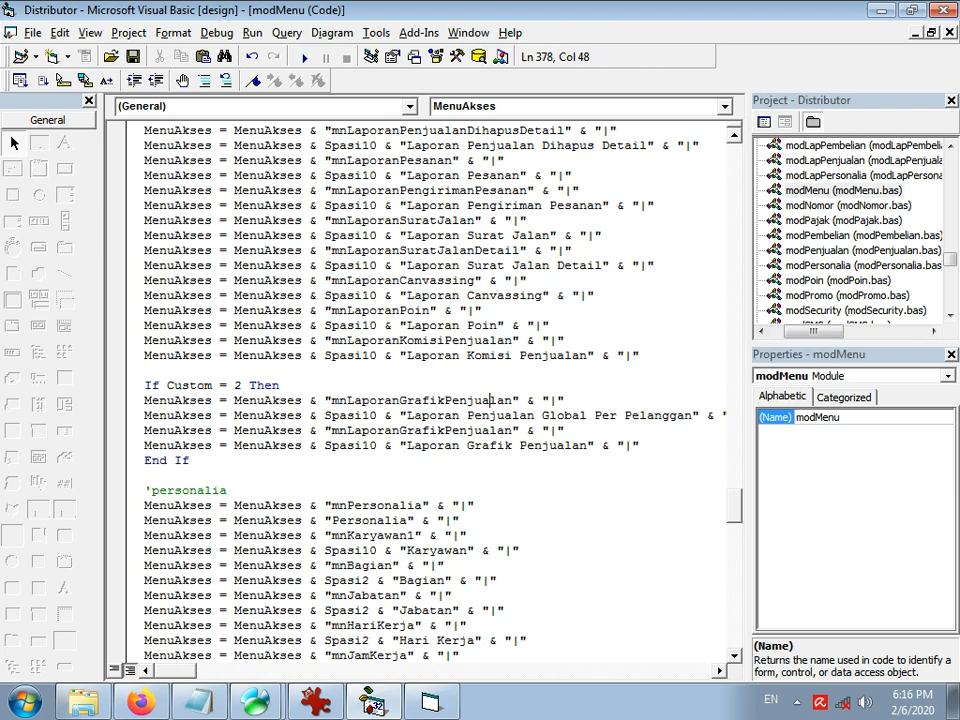 Distributor - Microsoft Visual Basic [design] - [modMenu (Code)]
File Edit View Project Format Debug Run Query Diagram Tools Add-Ins Window Help
Ln 378, Col 48
General
(General)
MenuAkses
MenuAkses = MenuAkses & "mnLaporanPenjualanDihapusDetail" & "|"
MenuAkses = MenuAkses & Spasi10 & "Laporan Penjualan Dihapus Detail" & "|"
MenuAkses = MenuAkses & "mnLaporanPesanan" & "|"
MenuAkses = MenuAkses & Spasi10 & "Laporan Pesanan" & "|"
MenuAkses = MenuAkses & "mnLaporanPengirimanPesanan" & "|"
MenuAkses = MenuAkses & Spasi10 & "Laporan Pengiriman Pesanan" & "|"
MenuAkses = MenuAkses & "mnLaporanSuratJalan" & "|"
MenuAkses = MenuAkses & Spasi10 & "Laporan Surat Jalan" & "|"
MenuAkses = MenuAkses & "mnLaporanSuratJalanDetail" & "|"
MenuAkses = MenuAkses & Spasi10 & "Laporan Surat Jalan Detail" & "|"
MenuAkses = MenuAkses & "mnLaporanCanvassing" & "|"
MenuAkses = MenuAkses & Spasi10 & "Laporan Canvassing" & "|"
MenuAkses = MenuAkses & "mnLaporanPoin" & "|"
MenuAkses = MenuAkses & Spasi10 & "Laporan Poin" & "|"
MenuAkses = MenuAkses & "mnLaporanKomisiPenjualan" & "|"
MenuAkses = MenuAkses & Spasi10 & "Laporan Komisi Penjualan" & "|"
If Custom = 2 Then
MenuAkses = MenuAkses & "mnLaporanGrafikPenjualan" & "|"
MenuAkses = MenuAkses & Spasi10 & "Laporan Penjualan Global Per Pelanggan" & "
MenuAkses = MenuAkses & "mnLaporanGrafikPenjualan" & "|"
MenuAkses = MenuAkses & Spasi10 & "Laporan Grafik Penjualan" & "|"
End If
'personalia
MenuAkses = MenuAkses & "mnPersonalia" & "|"
MenuAkses = MenuAkses & "Personalia" & "|"
MenuAkses = MenuAkses & "mnKaryawan1" & "|"
MenuAkses = MenuAkses & Spasi10 & "Karyawan" & "|"
MenuAkses = MenuAkses & "mnBagian" & "|"
MenuAkses = MenuAkses & Spasi2 & "Bagian" & "|"
MenuAkses = MenuAkses & "mnJabatan" & "|"
MenuAkses = MenuAkses & Spasi2 & "Jabatan" & "|"
MenuAkses = MenuAkses & "mnHariKerja" & "|"
MenuAkses = MenuAkses & Spasi2 & "Hari Kerja" & "|"
MenuAkses = MenuAkses & "mnJamKerja" & "|"
Project - Distributor
modLapPembelian (modLapPembeli
modLapPenjualan (modLapPenjuala
modLapPersonalia (modLapPersona
modMenu (modMenu.bas)
modNomor (modNomor.bas)
modPajak (modPajak.bas)
modPembelian (modPembelian.bas)
modPenjualan (modPenjualan.bas)
modPersonalia (modPersonalia.bas)
modPoin (modPoin.bas)
modPromo (modPromo.bas)
modSecurity (modSecurity.bas)
Properties - modMenu
modMenu Module
Alphabetic Categorized
(Name) modMenu
(Name)
Returns the name used in code to identify a
form, control, or data access object.
EN
6:16 PM
2/6/2020